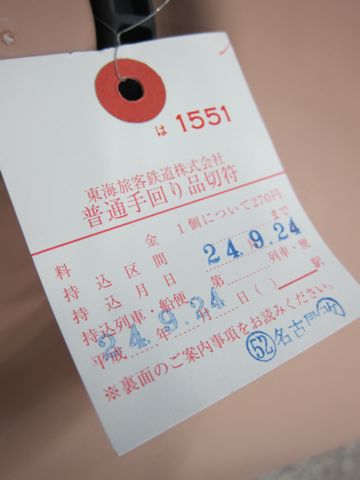 は 1551
東海旅客鉄道株式会社
普通手回り品切符
料 金 1個について270円
持込区間 まで
持込月日 24.9.24
持込列車・船便 第 列車・便
平成 24年9月24日( ) 駅
※裏面のご案内事項をお読みください。
52 名古